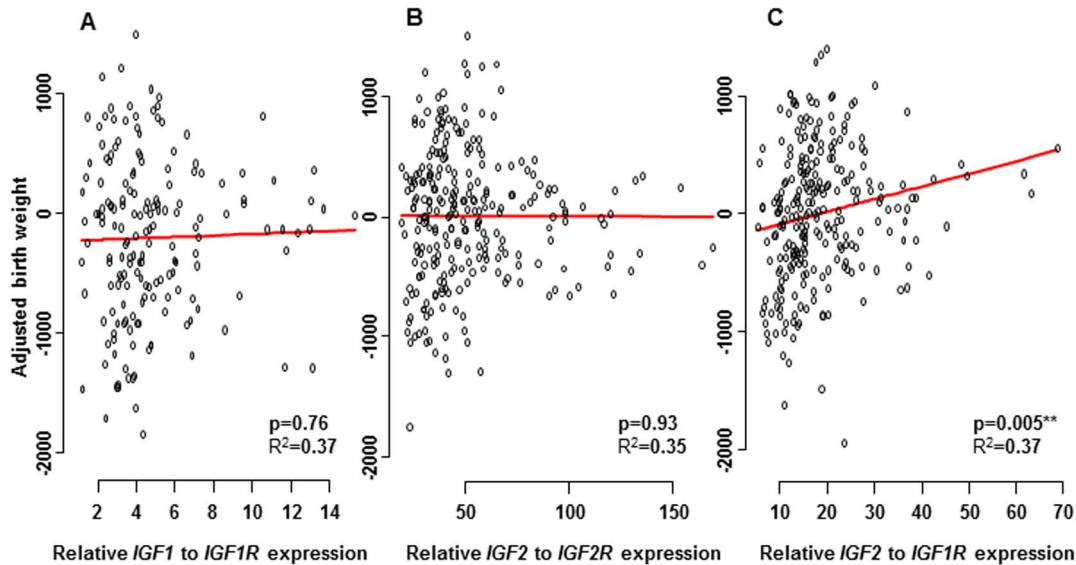 A
B
C
Adjusted birth weight
1000
0
-1000
-2000
2 4 6 8 10 12 14
p=0.76
R²=0.37
Relative IGF1 to IGF1R expression
1000
0
-1000
-2000
50 100 150
p=0.93
R²=0.35
Relative IGF2 to IGF2R expression
1000
0
-1000
-2000
10 20 30 40 50 60 70
p=0.005**
R²=0.37
Relative IGF2 to IGF1R expression